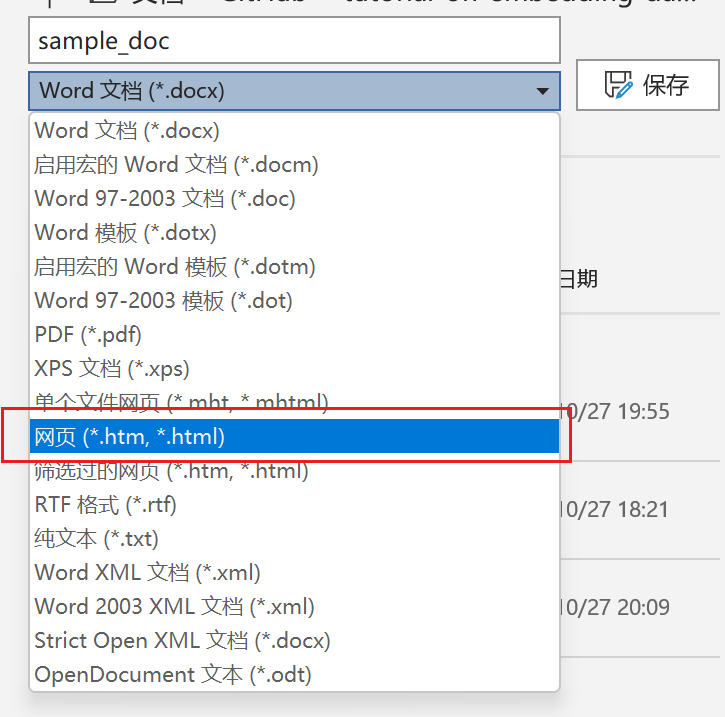 sample_doc
Word 文档 (*.docx)
保存
Word 文档 (*.docx)
启用宏的 Word 文档 (*.docm)
Word 97-2003 文档 (*.doc)
Word 模板 (*.dotx)
启用宏的 Word 模板 (*.dotm)
日期
Word 97-2003 模板 (*.dot)
PDF (*.pdf)
XPS 文档 (*.xps)
单个文件网页 (*.mht, *.mhtml)
10/27 19:55
网页 (*.htm, *.html)
筛选过的网页 (*.htm, *.html)
RTF 格式 (*.rtf)
10/27 18:21
纯文本 (*.txt)
Word XML 文档 (*.xml)
Word 2003 XML 文档 (*.xml)
10/27 20:09
Strict Open XML 文档 (*.docx)
OpenDocument 文本 (*.odt)